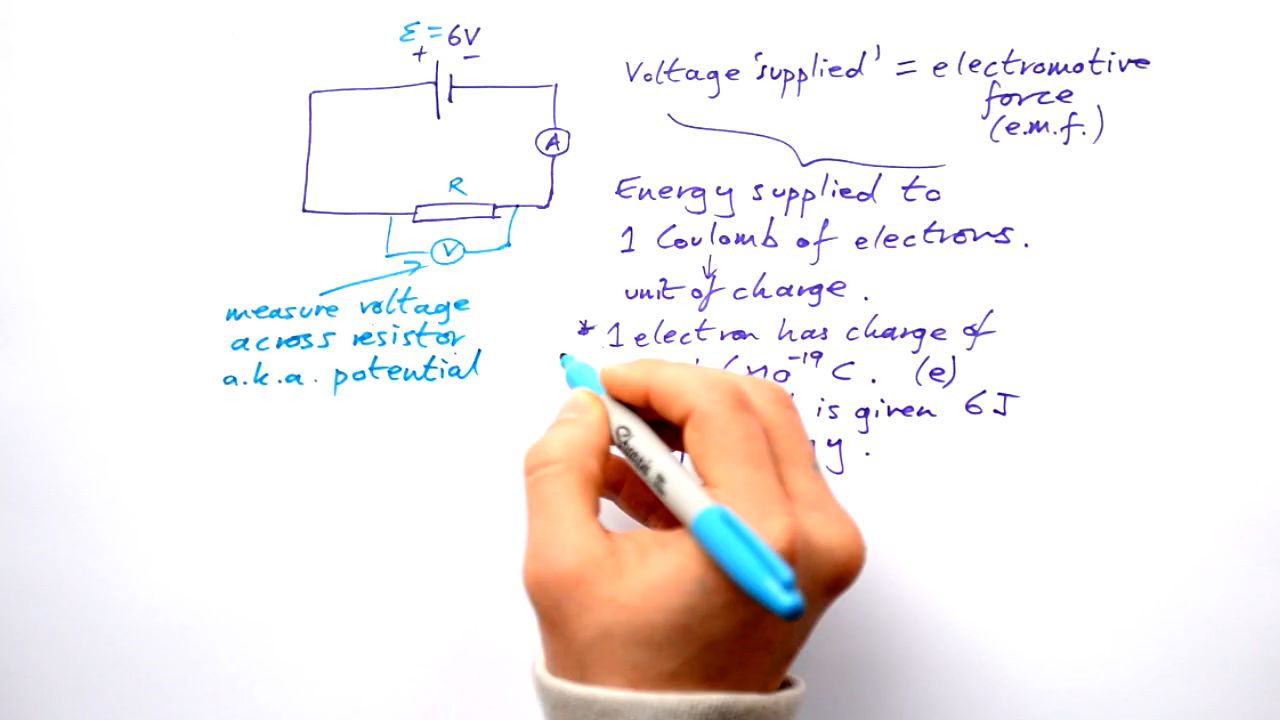 ε = 6V
+ −
A
R
V
measure voltage
across resistor
a.k.a. potential
Voltage 'supplied' = electromotive
force
(e.m.f.)
Energy supplied to
1 Coulomb of electrons.
unit of charge.
* 1 electron has charge of
10⁻¹⁹ C. (e)
is given 6J
Sharpie